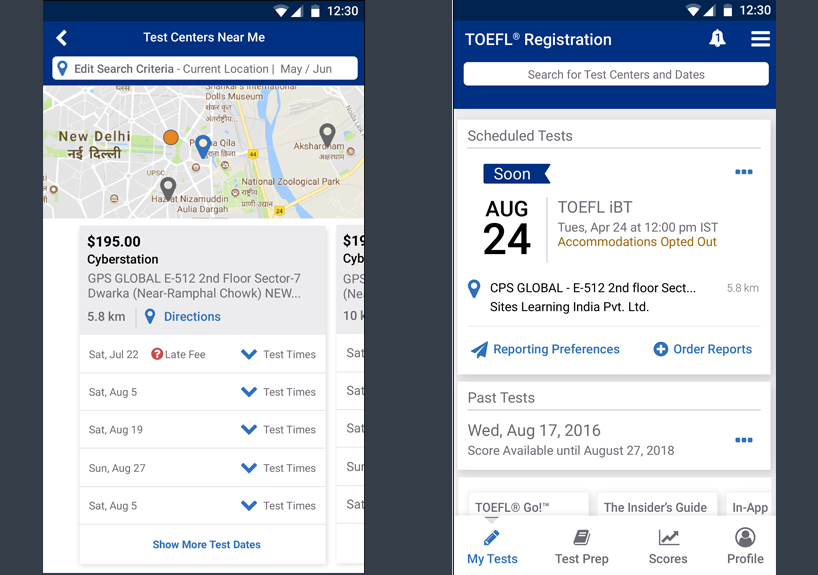 12:30
Test Centers Near Me
Edit Search Criteria - Current Location | May / Jun
Shankar's International
Dolls Museum
शंकर
अंतर्राष्ट्रीय...
New Delhi
नई दिल्ली
Purana Qila
पुराना किला
44
Akshardham
अक्षरधाम
UPSC
National Zoological Park
राष्ट्रीय
प्राणी उद्यान
Hazrat Nizamuddin
Aulia Dargah
24
$195.00
Cyberstation
GPS GLOBAL E-512 2nd Floor Sector-7
Dwarka (Near-Ramphal Chowk) NEW...
5.8 km
Directions
Sat, Jul 22 ? Late Fee Test Times
Sat, Aug 5 Test Times
Sat, Aug 19 Test Times
Sun, Aug 27 Test Times
Sat, Aug 5 Test Times
Show More Test Dates
$19
Cyb
GPS
(Ne
10 k
Sat
Sat
Sat
Sur
Sat
12:30
TOEFL® Registration
1
Search for Test Centers and Dates
Scheduled Tests
Soon
AUG
24
TOEFL iBT
Tues, Apr 24 at 12:00 pm IST
Accommodations Opted Out
CPS GLOBAL - E-512 2nd floor Sect... 5.8 km
Sites Learning India Pvt. Ltd.
Reporting Preferences
Order Reports
Past Tests
Wed, Aug 17, 2016
Score Available until August 27, 2018
TOEFL® Go!™
The Insider's Guide
In-App
My Tests
Test Prep
Scores
Profile